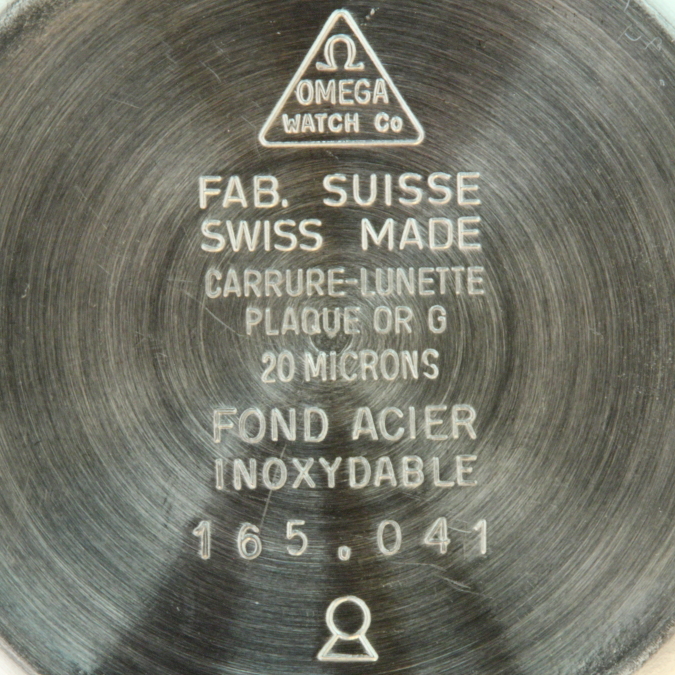 Ω
OMEGA
WATCH Co
FAB. SUISSE
SWISS MADE
CARRURE-LUNETTE
PLAQUE OR G
20 MICRONS
FOND ACIER
INOXYDABLE
165.041